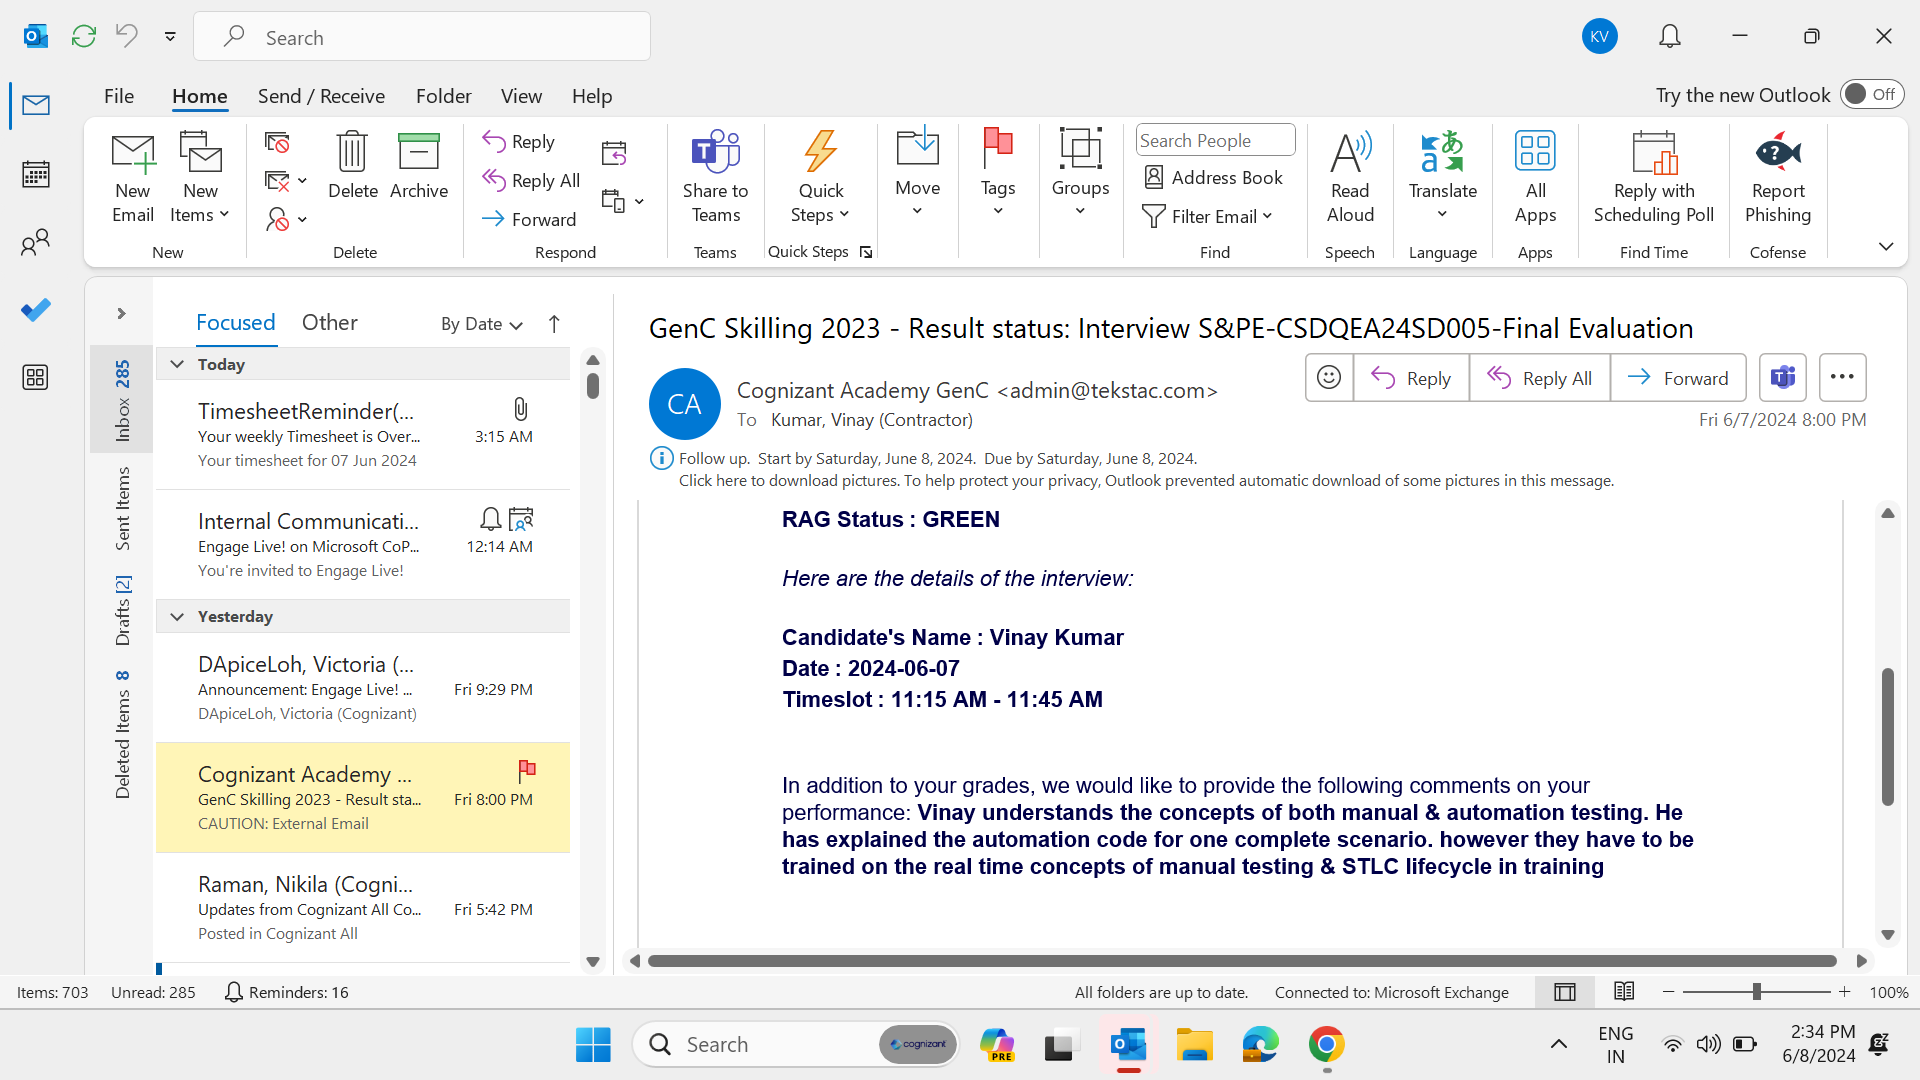 Search
KV
File Home Send / Receive Folder View Help
Try the new Outlook Off
New Email
New Items
Delete
Archive
Reply
Reply All
Forward
Share to Teams
Quick Steps
Move
Tags
Groups
Search People
Address Book
Filter Email
Read Aloud
Translate
All Apps
Reply with Scheduling Poll
Report Phishing
New Delete Respond Teams Quick Steps Find Speech Language Apps Find Time Cofense
Inbox 285
Sent Items
Drafts [2]
Deleted Items 8
Focused Other By Date
Today
TimesheetReminder(...
Your weekly Timesheet is Over... 3:15 AM
Your timesheet for 07 Jun 2024
Internal Communicati...
Engage Live! on Microsoft CoP... 12:14 AM
You're invited to Engage Live!
Yesterday
DApiceLoh, Victoria (...
Announcement: Engage Live! ... Fri 9:29 PM
DApiceLoh, Victoria (Cognizant)
Cognizant Academy ...
GenC Skilling 2023 - Result sta... Fri 8:00 PM
CAUTION: External Email
Raman, Nikila (Cogni...
Updates from Cognizant All Co... Fri 5:42 PM
Posted in Cognizant All
GenC Skilling 2023 - Result status: Interview S&PE-CSDQEA24SD005-Final Evaluation
CA
Cognizant Academy GenC <admin@tekstac.com>
To Kumar, Vinay (Contractor)
Reply Reply All Forward
Fri 6/7/2024 8:00 PM
Follow up. Start by Saturday, June 8, 2024. Due by Saturday, June 8, 2024.
Click here to download pictures. To help protect your privacy, Outlook prevented automatic download of some pictures in this message.
RAG Status : GREEN
Here are the details of the interview:
Candidate's Name : Vinay Kumar
Date : 2024-06-07
Timeslot : 11:15 AM - 11:45 AM
In addition to your grades, we would like to provide the following comments on your
performance: Vinay understands the concepts of both manual & automation testing. He
has explained the automation code for one complete scenario. however they have to be
trained on the real time concepts of manual testing & STLC lifecycle in training
Items: 703 Unread: 285 Reminders: 16
All folders are up to date. Connected to: Microsoft Exchange 100%
Search cognizant
PRE
ENG
IN
2:34 PM
6/8/2024